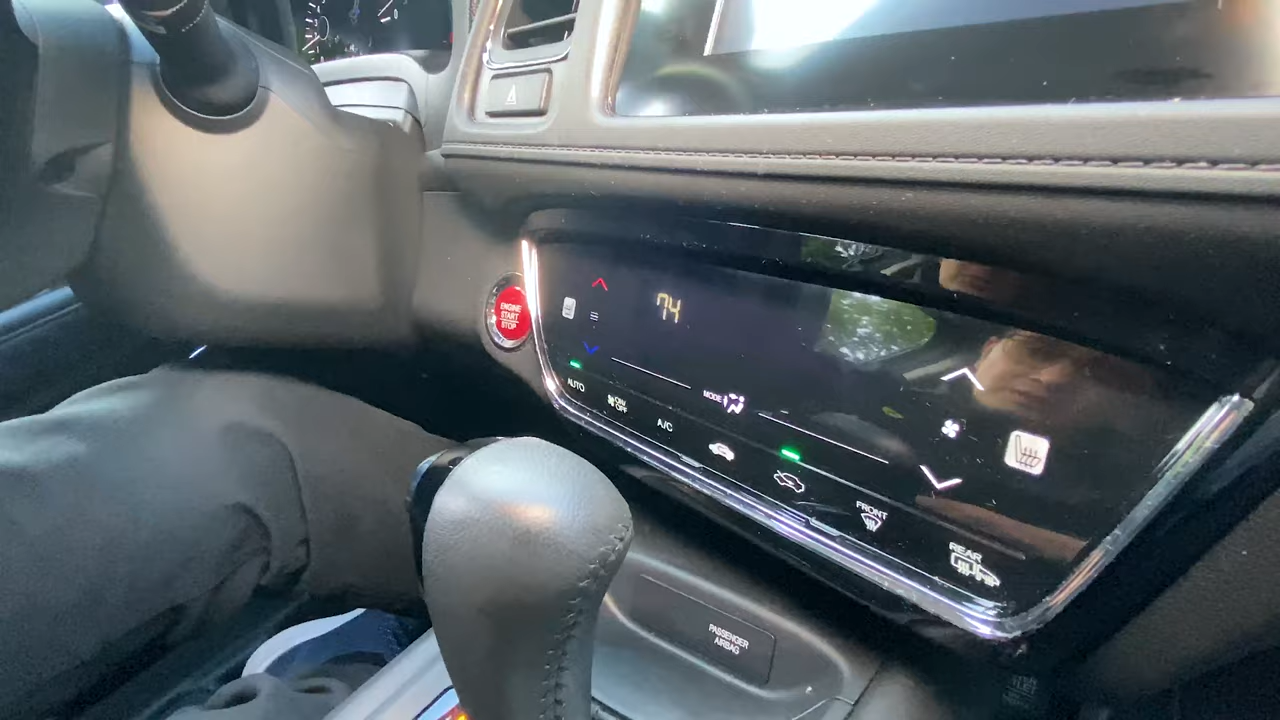 ENGINE
START
STOP
74
AUTO
ON/
OFF
A/C
MODE
FRONT
REAR
PASSENGER
AIRBAG